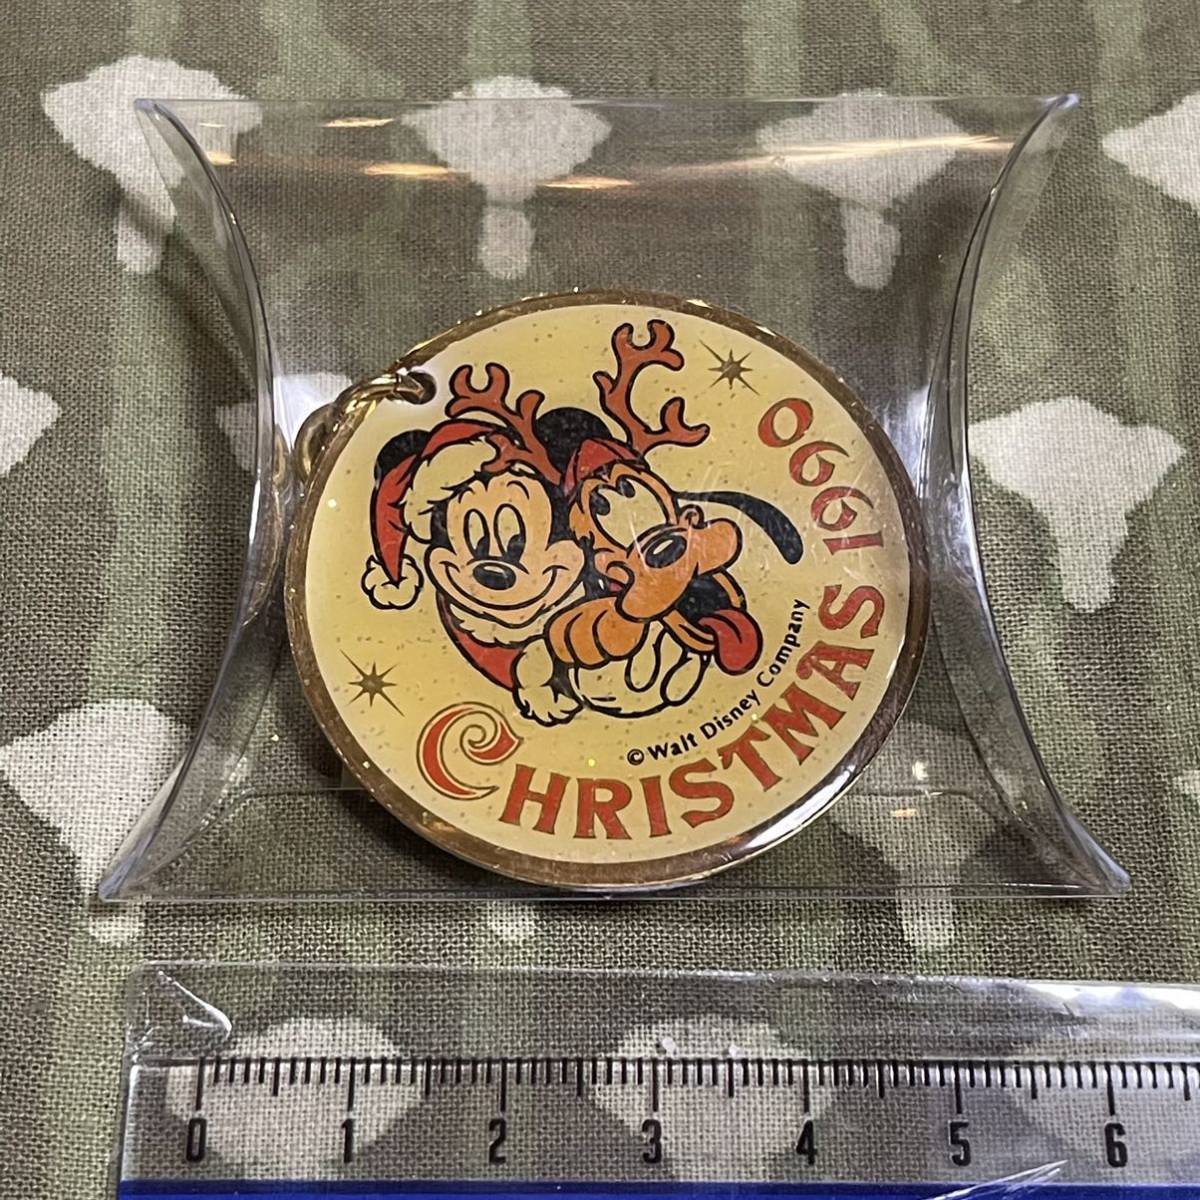 CHRISTMAS 1990
© Walt Disney Company
0 1 2 3 4 5 6